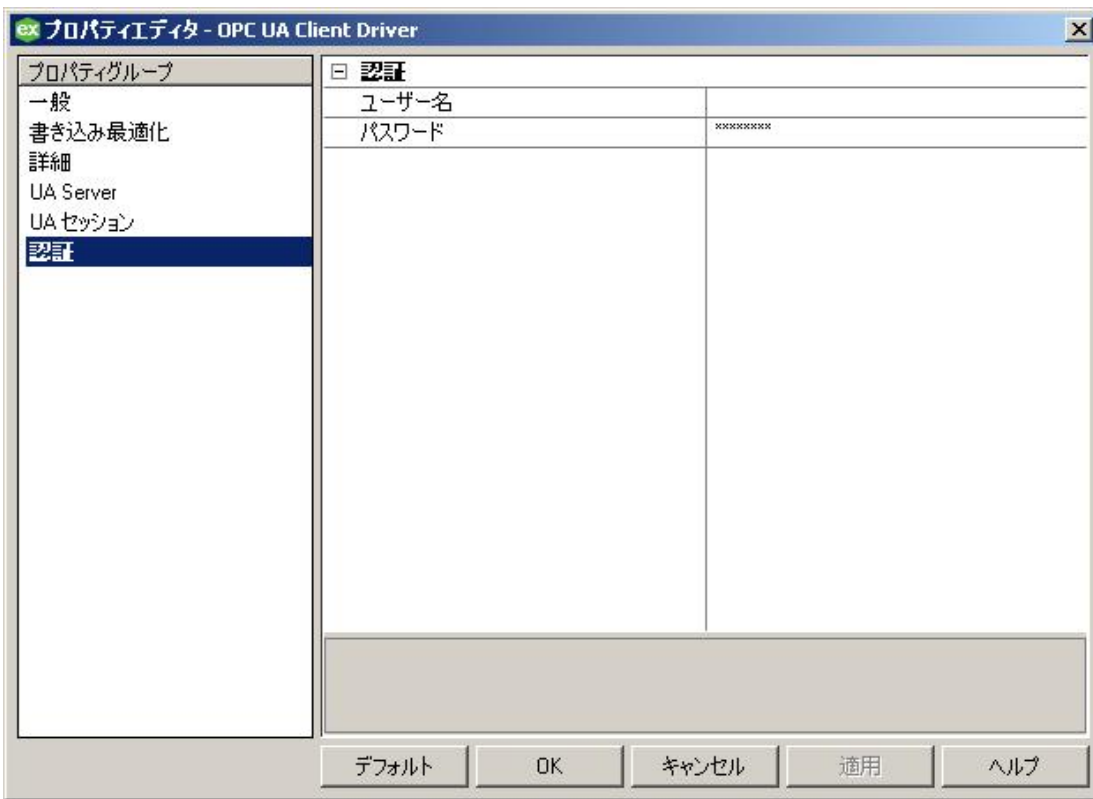 ex プロパティエディタ - OPC UA Client Driver
プロパティグループ
一般
書き込み最適化
詳細
UA Server
UA セッション
認証
認証
ユーザー名
パスワード ********
デフォルト OK キャンセル 適用 ヘルプ